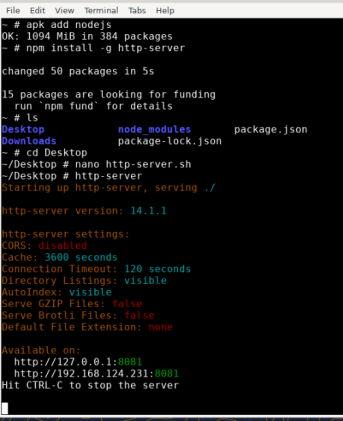 File Edit View Terminal Tabs Help
~ # apk add nodejs
OK: 1094 MiB in 384 packages
~ # npm install -g http-server
changed 50 packages in 5s
15 packages are looking for funding
run `npm fund` for details
~ # ls
Desktop node_modules package.json
Downloads package-lock.json
~ # cd Desktop
~/Desktop # nano http-server.sh
~/Desktop # http-server
Starting up http-server, serving ./
http-server version: 14.1.1
http-server settings:
CORS: disabled
Cache: 3600 seconds
Connection Timeout: 120 seconds
Directory Listings: visible
AutoIndex: visible
Serve GZIP Files: false
Serve Brotli Files: false
Default File Extension: none
Available on:
http://127.0.0.1:8081
http://192.168.124.231:8081
Hit CTRL-C to stop the server